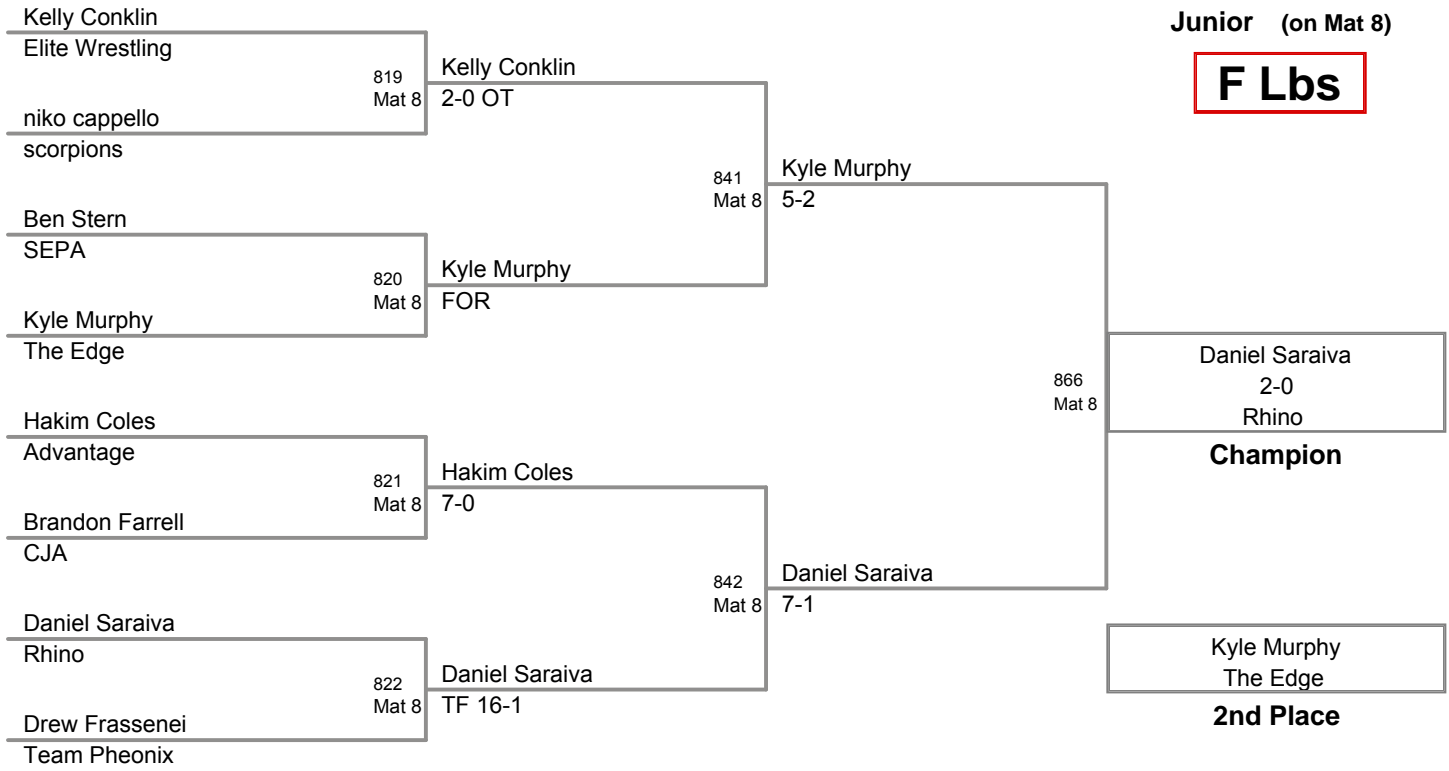 Kelly Conklin
Elite Wrestling
niko cappello
scorpions
Ben Stern
SEPA
Kyle Murphy
The Edge
Hakim Coles
Advantage
Brandon Farrell
CJA
Daniel Saraiva
Rhino
Drew Frassenei
Team Pheonix
819
Mat 8
Kelly Conklin
2-0 OT
820
Mat 8
Kyle Murphy
FOR
821
Mat 8
Hakim Coles
7-0
822
Mat 8
Daniel Saraiva
TF 16-1
841
Mat 8
Kyle Murphy
5-2
842
Mat 8
Daniel Saraiva
7-1
Junior (on Mat 8)
F Lbs
866
Mat 8
Daniel Saraiva
2-0
Rhino
Champion
Kyle Murphy
The Edge
2nd Place